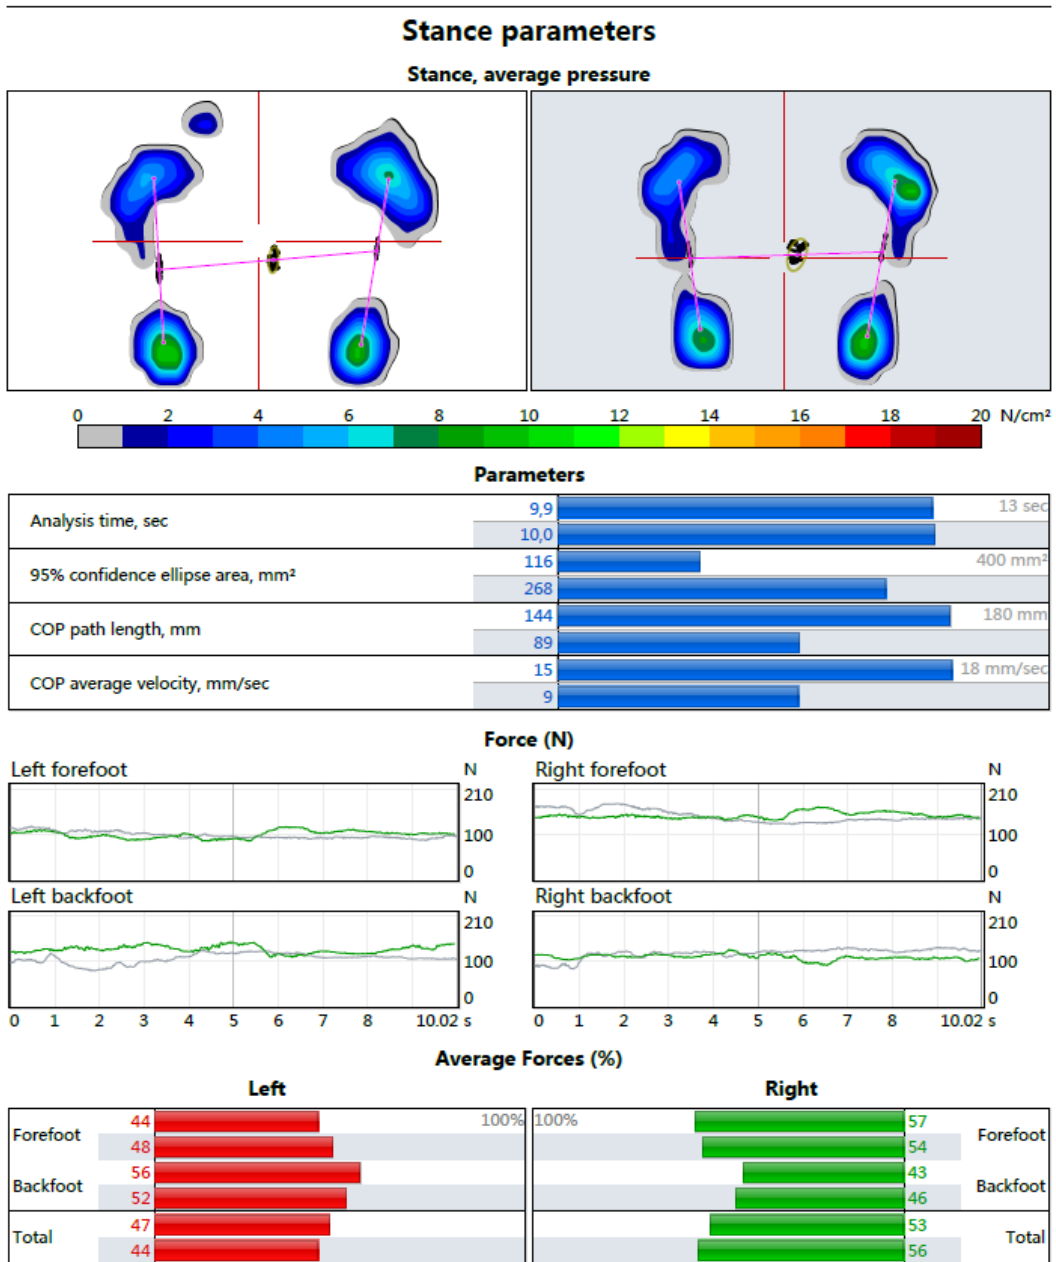 Stance parameters
Stance, average pressure
0 2 4 6 8 10 12 14 16 18 20 N/cm²
Parameters
Analysis time, sec 9,9 13 sec
10,0
95% confidence ellipse area, mm² 116 400 mm²
268
COP path length, mm 144 180 mm
89
COP average velocity, mm/sec 15 18 mm/sec
9
Force (N)
Left forefoot N
210
100
0
Right forefoot N
210
100
0
Left backfoot N
210
100
0
0 1 2 3 4 5 6 7 8 10.02 s
Right backfoot N
210
100
0
0 1 2 3 4 5 6 7 8 10.02 s
Average Forces (%)
Left Right
Forefoot 44 100% 100% 57 Forefoot
48 54
Backfoot 56 43 Backfoot
52 46
Total 47 53 Total
44 56